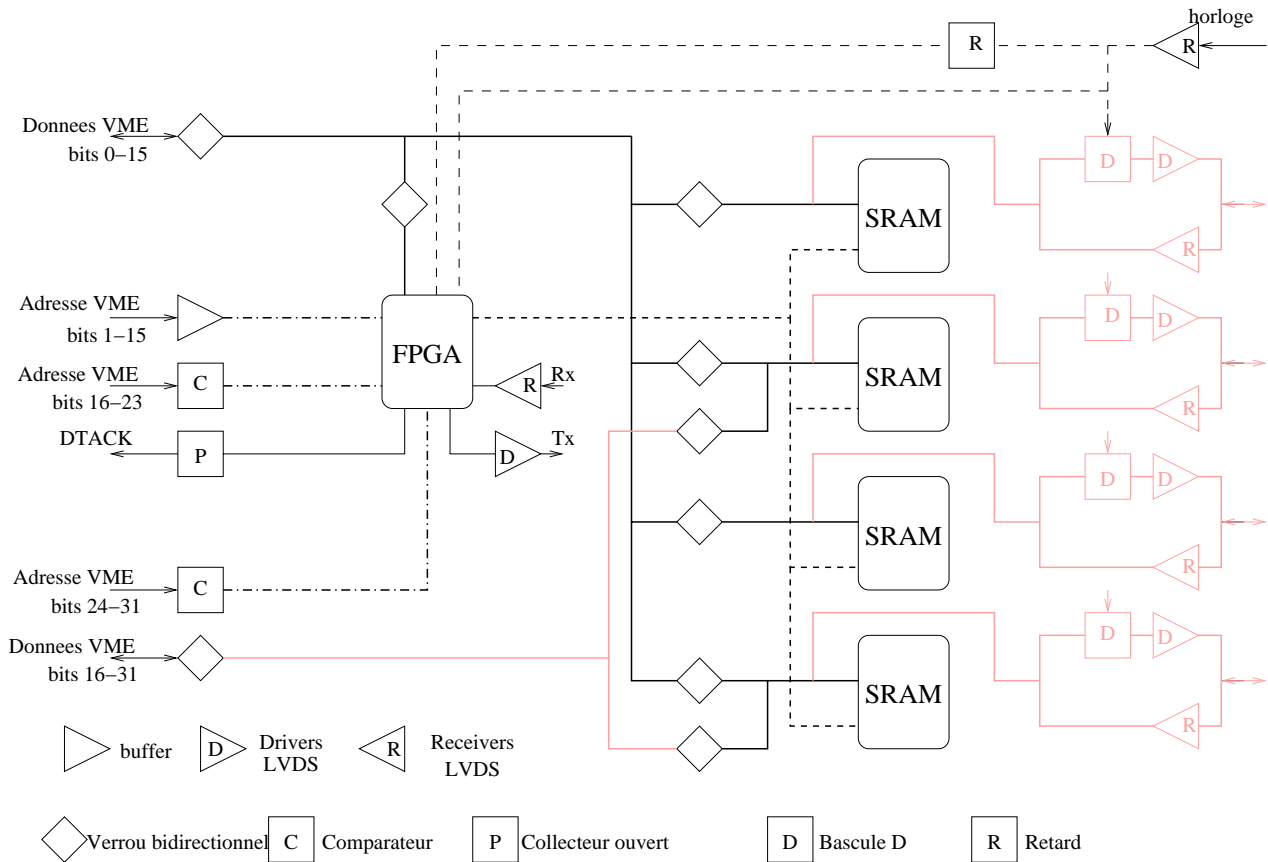 horloge
R
R
Donnees VME
bits 0–15
D
D
SRAM
R
Adresse VME
bits 1–15
D
D
FPGA
SRAM
Adresse VME
bits 16–23
C
R
Rx
R
DTACK
P
D
Tx
D
D
SRAM
R
Adresse VME
bits 24–31
C
Donnees VME
bits 16–31
D
D
SRAM
R
buffer
D
Drivers
LVDS
R
Receivers
LVDS
Verrou bidirectionnel
C
Comparateur
P
Collecteur ouvert
D
Bascule D
R
Retard